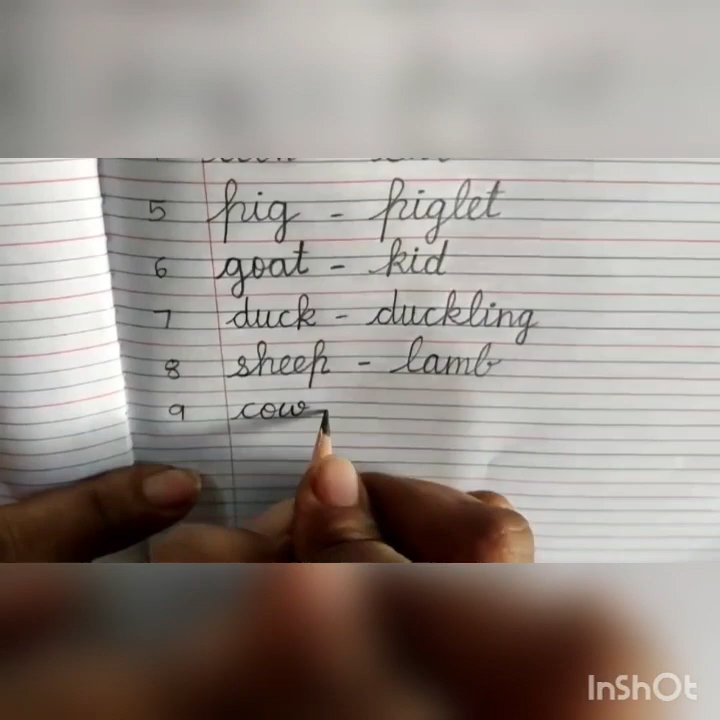 5 pig - piglet
6 goat - kid
7 duck - duckling
8 sheep - lamb
9 cow -
InShOt